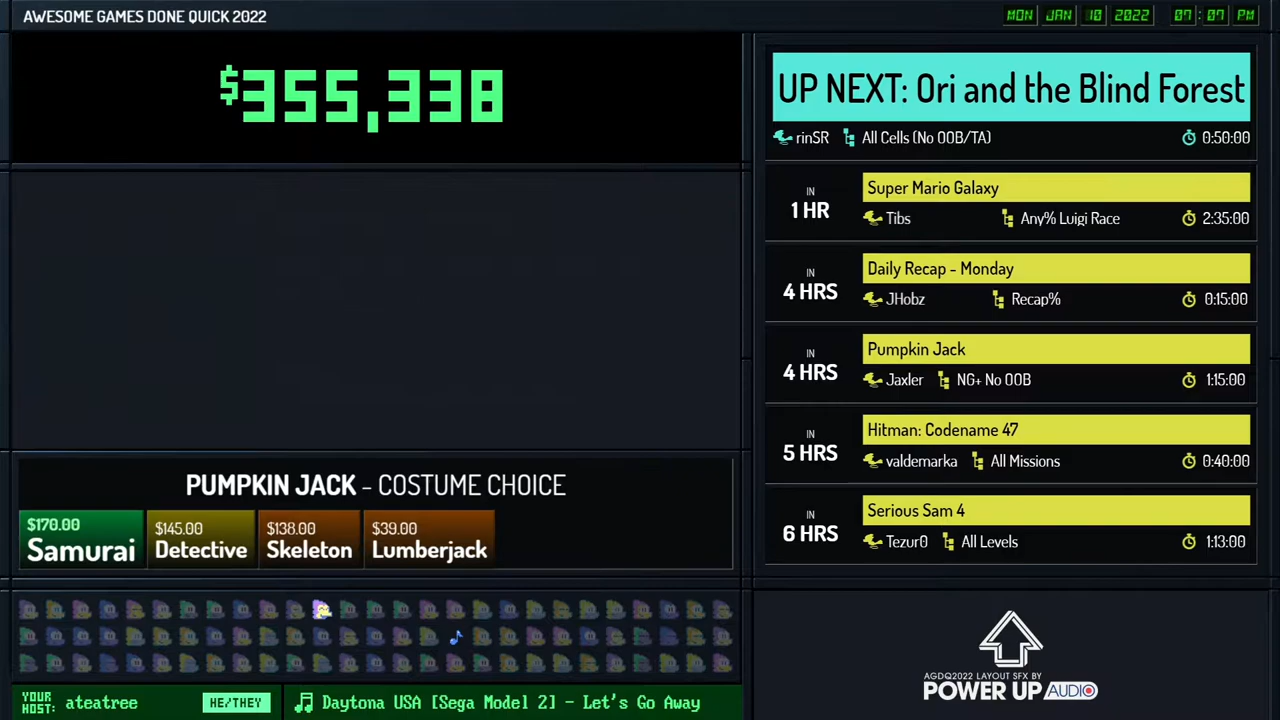 AWESOME GAMES DONE QUICK 2022
MON JAN 10 2022 07:07 PM
$355,338
UP NEXT: Ori and the Blind Forest
rinSR All Cells (No OOB/TA) 0:50:00
IN 1 HR
Super Mario Galaxy
Tibs Any% Luigi Race 2:35:00
IN 4 HRS
Daily Recap - Monday
JHobz Recap% 0:15:00
IN 4 HRS
Pumpkin Jack
Jaxler NG+ No OOB 1:15:00
IN 5 HRS
Hitman: Codename 47
valdemarka All Missions 0:40:00
IN 6 HRS
Serious Sam 4
Tezur0 All Levels 1:13:00
PUMPKIN JACK - COSTUME CHOICE
$170.00 $145.00 $138.00 $39.00
Samurai Detective Skeleton Lumberjack
YOUR HOST: ateatree HE/THEY
Daytona USA [Sega Model 2] - Let's Go Away
AGDQ2022 LAYOUT SFX BY
POWER UP AUDIO